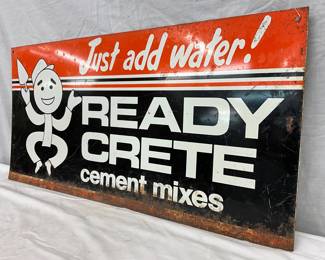 Just add water!
READY
CRETE
cement mixes